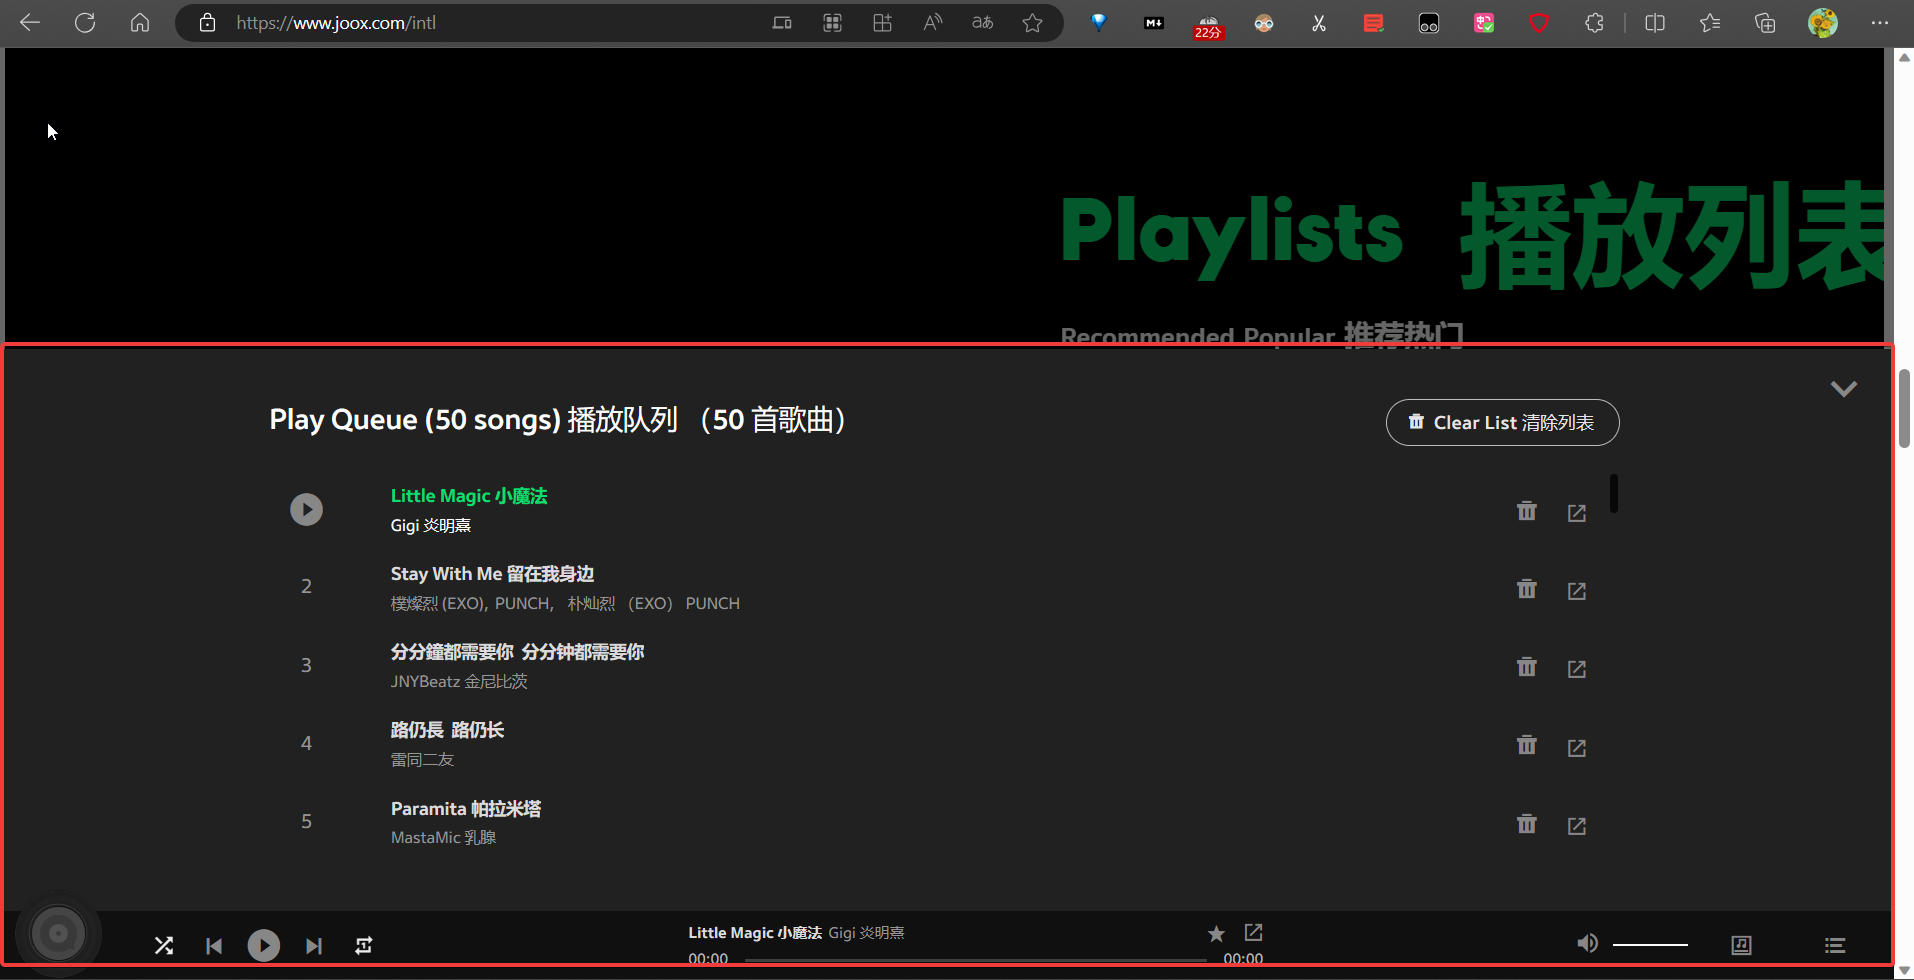 https://www.joox.com/intl
22分
Playlists 播放列表
Recommended Popular 推荐热门
Play Queue (50 songs) 播放队列 （50 首歌曲）
Clear List 清除列表
Little Magic 小魔法
Gigi 炎明熹
2
Stay With Me 留在我身边
樸燦烈 (EXO), PUNCH, 朴灿烈 （EXO） PUNCH
3
分分鐘都需要你 分分钟都需要你
JNYBeatz 金尼比茨
4
路仍長 路仍长
雷同二友
5
Paramita 帕拉米塔
MastaMic 乳腺
Little Magic 小魔法 Gigi 炎明熹
00:00
00:00